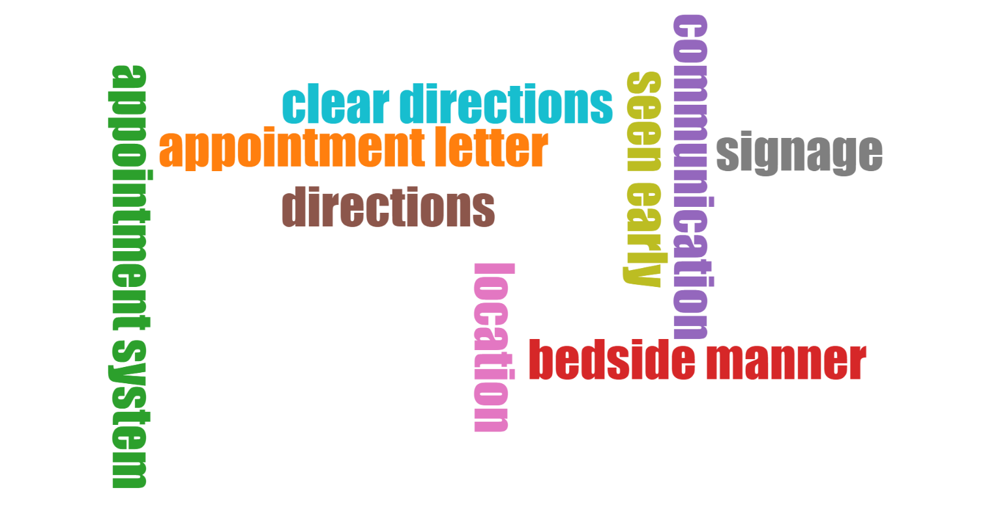 communication
appointment system
seen early
clear directions
appointment letter
signage
directions
location
bedside manner